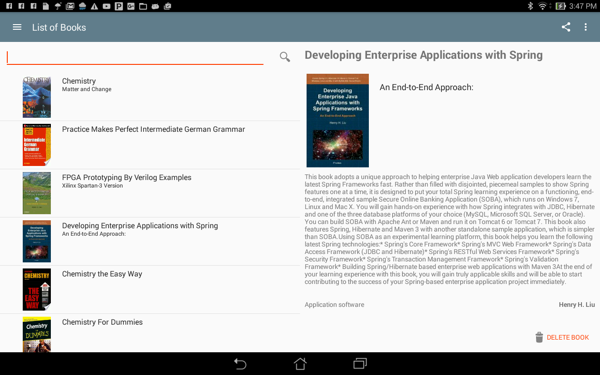 3:47 PM
List of Books
Chemistry
Matter and Change
Practice Makes Perfect Intermediate German Grammar
FPGA Prototyping By Verilog Examples
Xilinx Spartan-3 Version
Developing Enterprise Applications with Spring
An End-to-End Approach:
Chemistry the Easy Way
Chemistry For Dummies
Developing Enterprise Applications with Spring
Developing
Enterprise Java
Applications with
Spring Frameworks
An End-to-End Approach
Henry H. Liu
An End-to-End Approach:
This book adopts a unique approach to helping enterprise Java Web application developers learn the
latest Spring Frameworks fast. Rather than filled with disjointed, piecemeal samples to show Spring
features one at a time, it is designed to put your total Spring learning experience on a functioning, end-
to-end, integrated sample Secure Online Banking Application (SOBA), which runs on Windows 7,
Linux and Mac X. You will gain hands-on experience with how Spring integrates with JDBC, Hibernate
and one of the three database platforms of your choice (MySQL, Microsoft SQL Server, or Oracle).
You can build SOBA with Apache Ant or Maven and run it on Tomcat 6 or Tomcat 7. This book also
features Spring, Hibernate and Maven 3 with another standalone sample application, which is simpler
than SOBA Using SOBA as an experimental learning platform, this book helps you learn the following
latest Spring technologies:* Spring's Core Framework* Spring's MVC Web Framework* Spring's Data
Access Framework (JDBC and Hibernate)* Spring's RESTful Web Services Framework* Spring's
Security Framework* Spring's Transaction Management Framework* Spring's Validation
Framework* Building Spring/Hibernate based enterprise web applications with Maven 3At the end of
your learning experience with this book, you will gain truly applicable skills and will be able to start
contributing to the success of your Spring-based enterprise application project immediately.
Application software
Henry H. Liu
DELETE BOOK